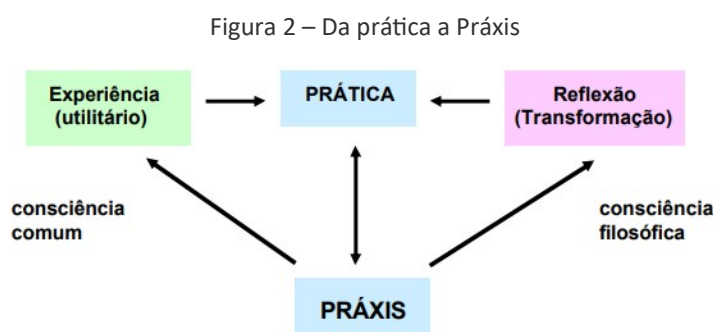 Figura 2 – Da prática a Práxis
Experiência
(utilitário)
PRÁTICA
Reflexão
(Transformação)
consciência
comum
consciência
filosófica
PRÁXIS